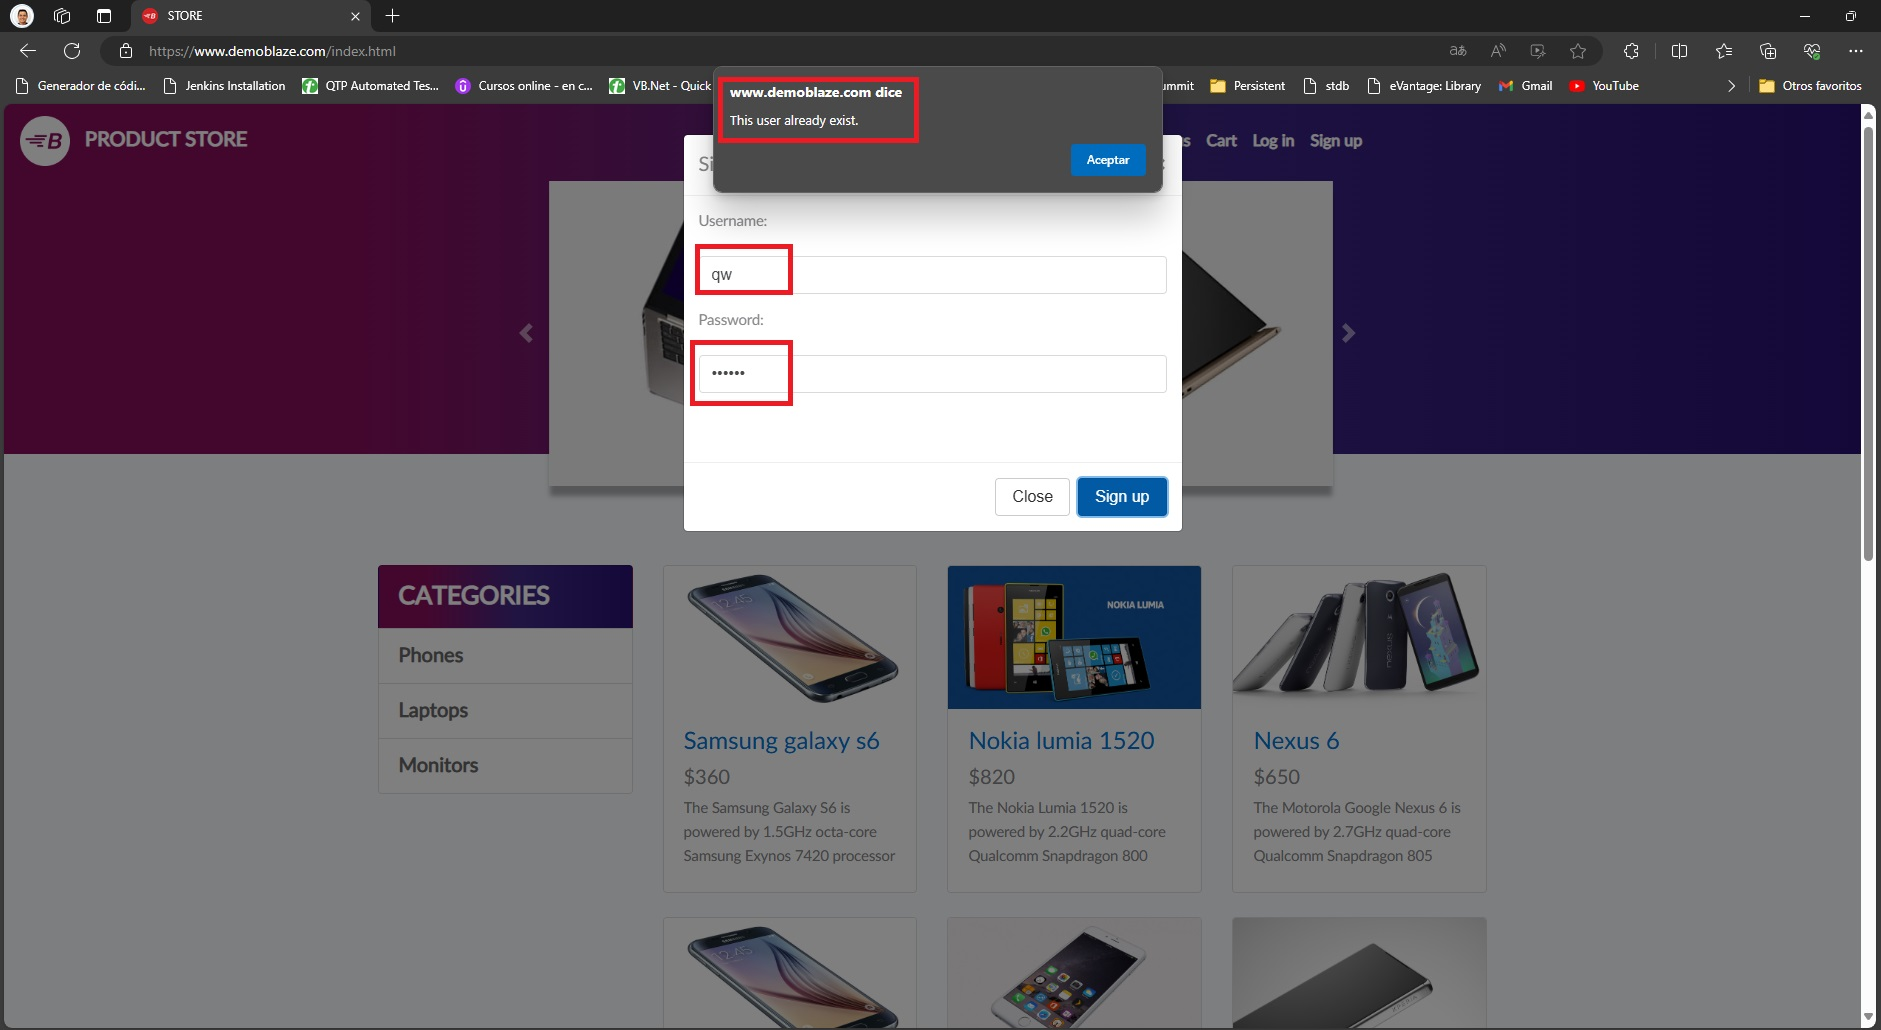 STORE
https://www.demoblaze.com/index.html
Generador de códi...
Jenkins Installation
QTP Automated Tes...
Cursos online - en c...
VB.Net - Quick
ummit
Persistent
stdb
eVantage: Library
Gmail
YouTube
Otros favoritos
www.demoblaze.com dice
This user already exist.
Aceptar
PRODUCT STORE
Cart
Log in
Sign up
Username:
qw
Password:
••••••
Close
Sign up
CATEGORIES
Phones
Laptops
Monitors
12:45
Samsung galaxy s6
$360
The Samsung Galaxy S6 is
powered by 1.5GHz octa-core
Samsung Exynos 7420 processor
NOKIA LUMIA
Nokia lumia 1520
$820
The Nokia Lumia 1520 is
powered by 2.2GHz quad-core
Qualcomm Snapdragon 800
Nexus 6
$650
The Motorola Google Nexus 6 is
powered by 2.7GHz quad-core
Qualcomm Snapdragon 805